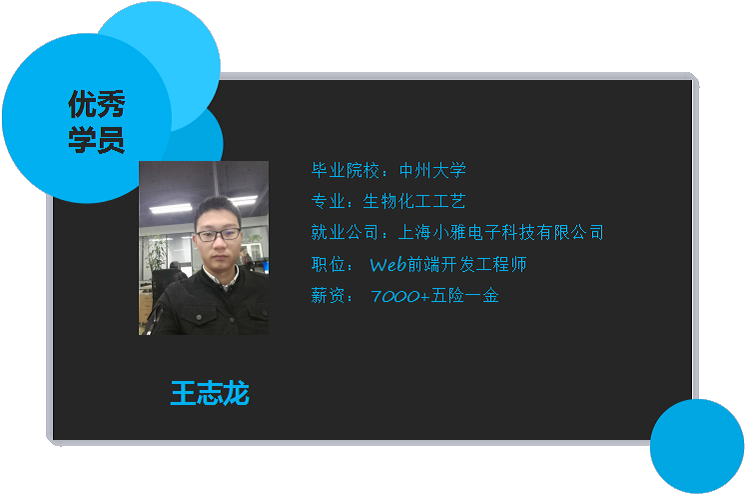 优秀
学员
毕业院校：中州大学
专业：生物化工工艺
就业公司：上海小雅电子科技有限公司
职位： Web前端开发工程师
薪资： 7000+五险一金
王志龙